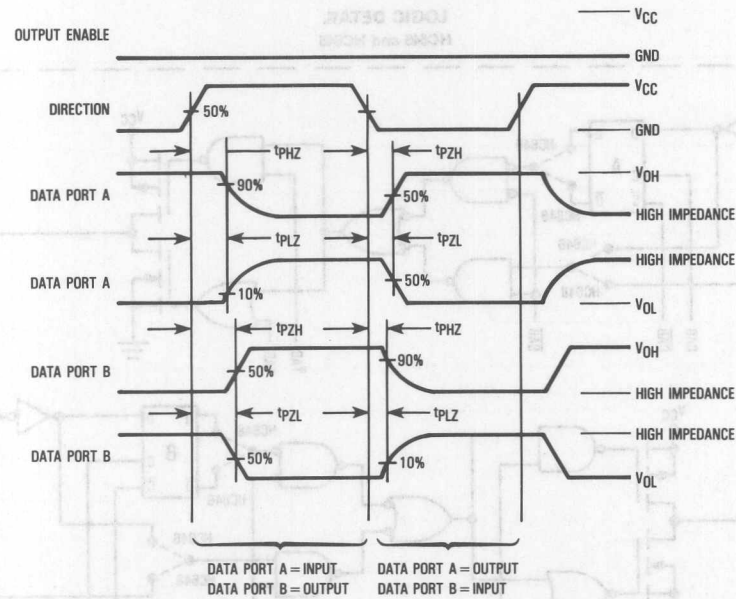 OUTPUT ENABLE
VCC
GND
DIRECTION
50%
VCC
GND
tPHZ
tPZH
DATA PORT A
90%
50%
VOH
HIGH IMPEDANCE
tPLZ
tPZL
DATA PORT A
10%
50%
HIGH IMPEDANCE
VOL
tPZH
tPHZ
DATA PORT B
50%
90%
VOH
HIGH IMPEDANCE
tPZL
tPLZ
DATA PORT B
50%
10%
HIGH IMPEDANCE
VOL
DATA PORT A = INPUT
DATA PORT B = OUTPUT
DATA PORT A = OUTPUT
DATA PORT B = INPUT